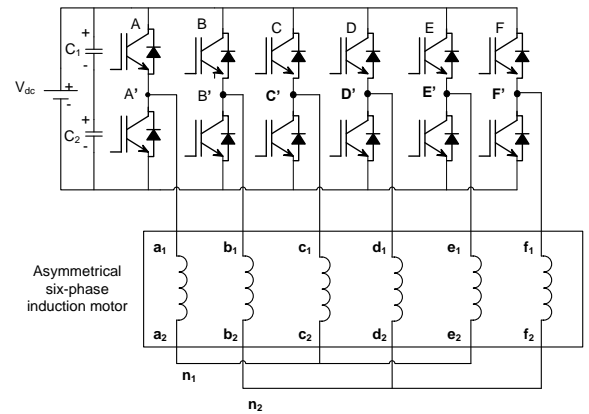 A B C D E F
+
C₁
-
V_dc
+
-
A' B' C' D' E' F'
+
C₂
-
a₁ b₁ c₁ d₁ e₁ f₁
Asymmetrical
six-phase
induction motor
a₂ b₂ c₂ d₂ e₂ f₂
n₁
n₂